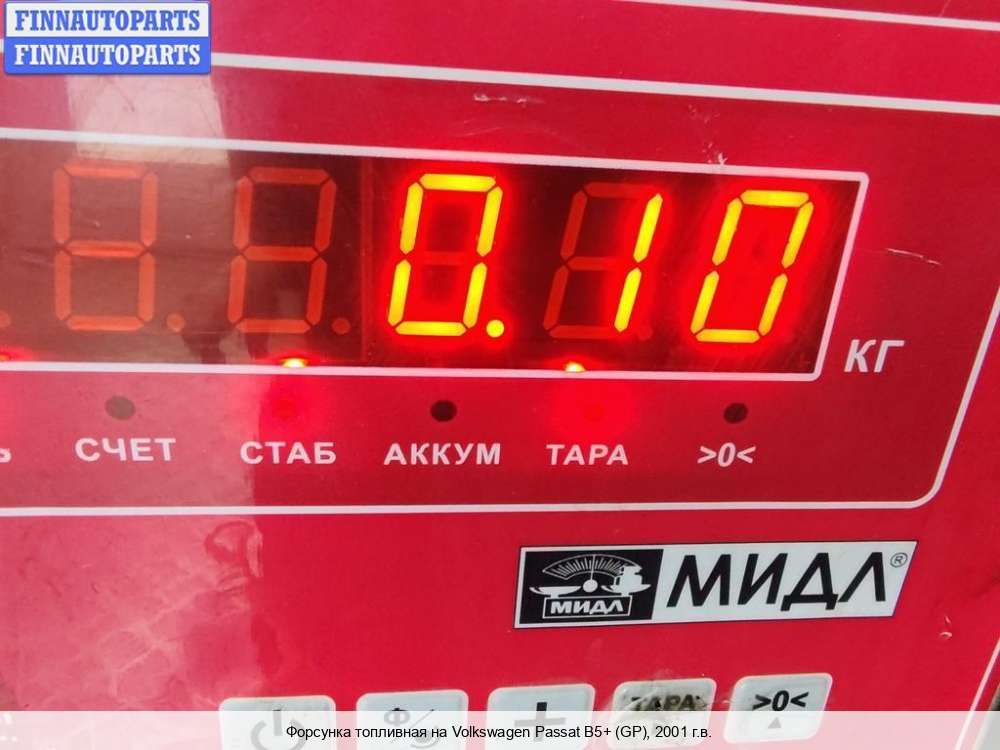 FINNAUTOPARTS
FINNAUTOPARTS
0.10
КГ
СЧЕТ СТАБ АККУМ ТАРА >0<
МИДЛ МИДЛ®
ТАРА >0<
Форсунка топливная на Volkswagen Passat B5+ (GP), 2001 г.в.